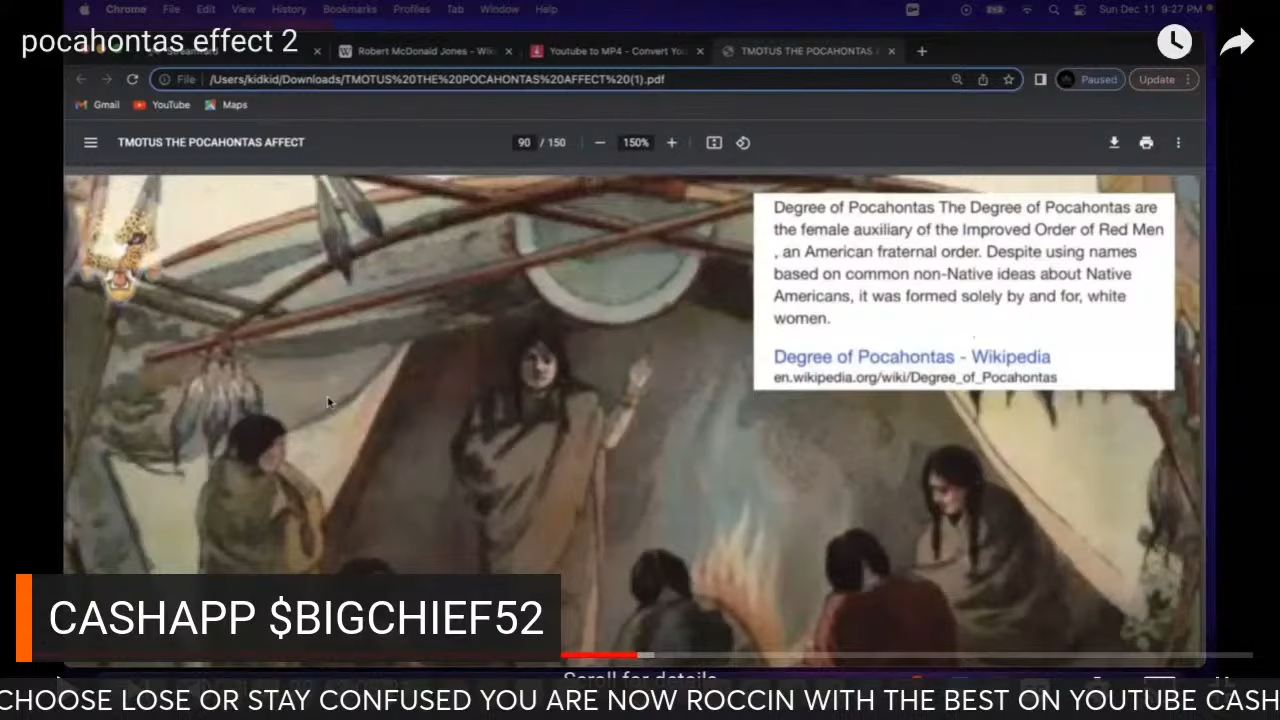 Chrome File Edit View History Bookmarks Profiles Tab Window Help Sun Dec 11 9:27 PM
pocahontas effect 2
Robert McDonald Jones - Wik Youtube to MP4 - Convert You TMOTUS THE POCAHONTAS
File /Users/kidkid/Downloads/TMOTUS%20THE%20POCAHONTAS%20AFFECT%20(1).pdf Paused Update
Gmail YouTube Maps
TMOTUS THE POCAHONTAS AFFECT 90 / 150 150%
Degree of Pocahontas The Degree of Pocahontas are
the female auxiliary of the Improved Order of Red Men
, an American fraternal order. Despite using names
based on common non-Native ideas about Native
Americans, it was formed solely by and for, white
women.
Degree of Pocahontas - Wikipedia
en.wikipedia.org/wiki/Degree_of_Pocahontas
CASHAPP $BIGCHIEF52
Scroll for details
CHOOSE LOSE OR STAY CONFUSED YOU ARE NOW ROCCIN WITH THE BEST ON YOUTUBE CASH